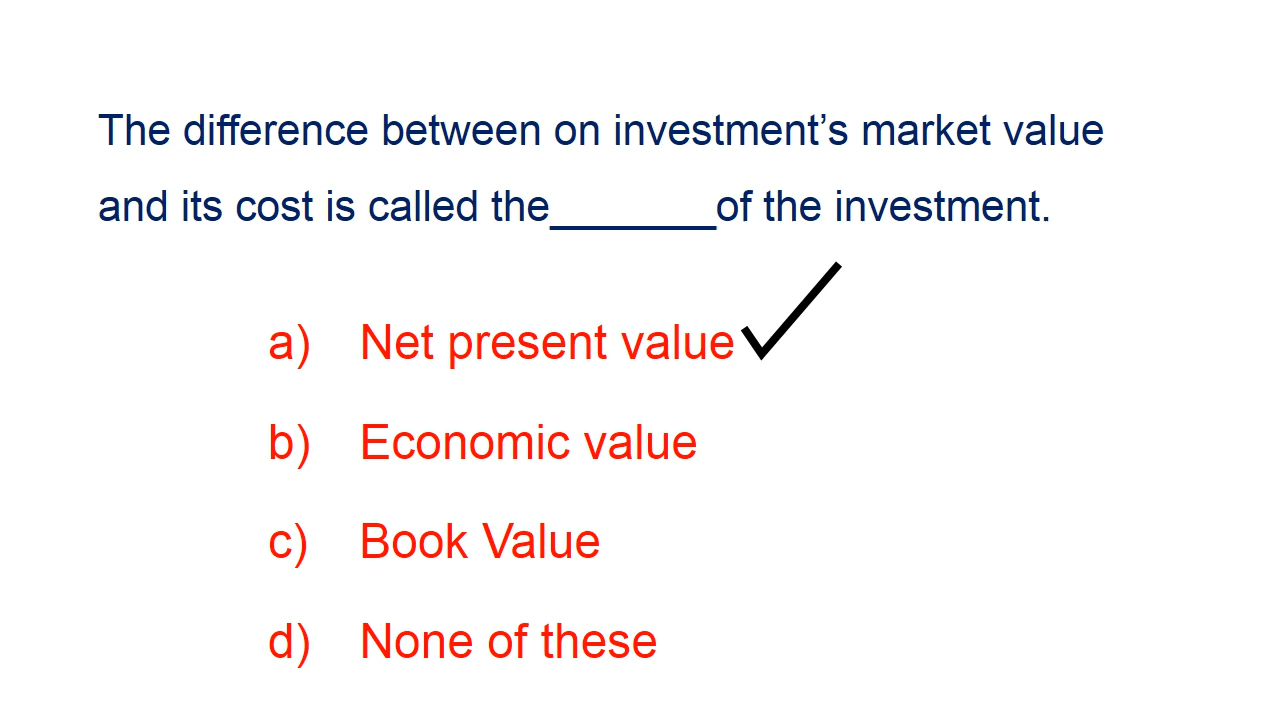 The difference between on investment’s market value
and its cost is called the_______of the investment.
a) Net present value
b) Economic value
c) Book Value
d) None of these